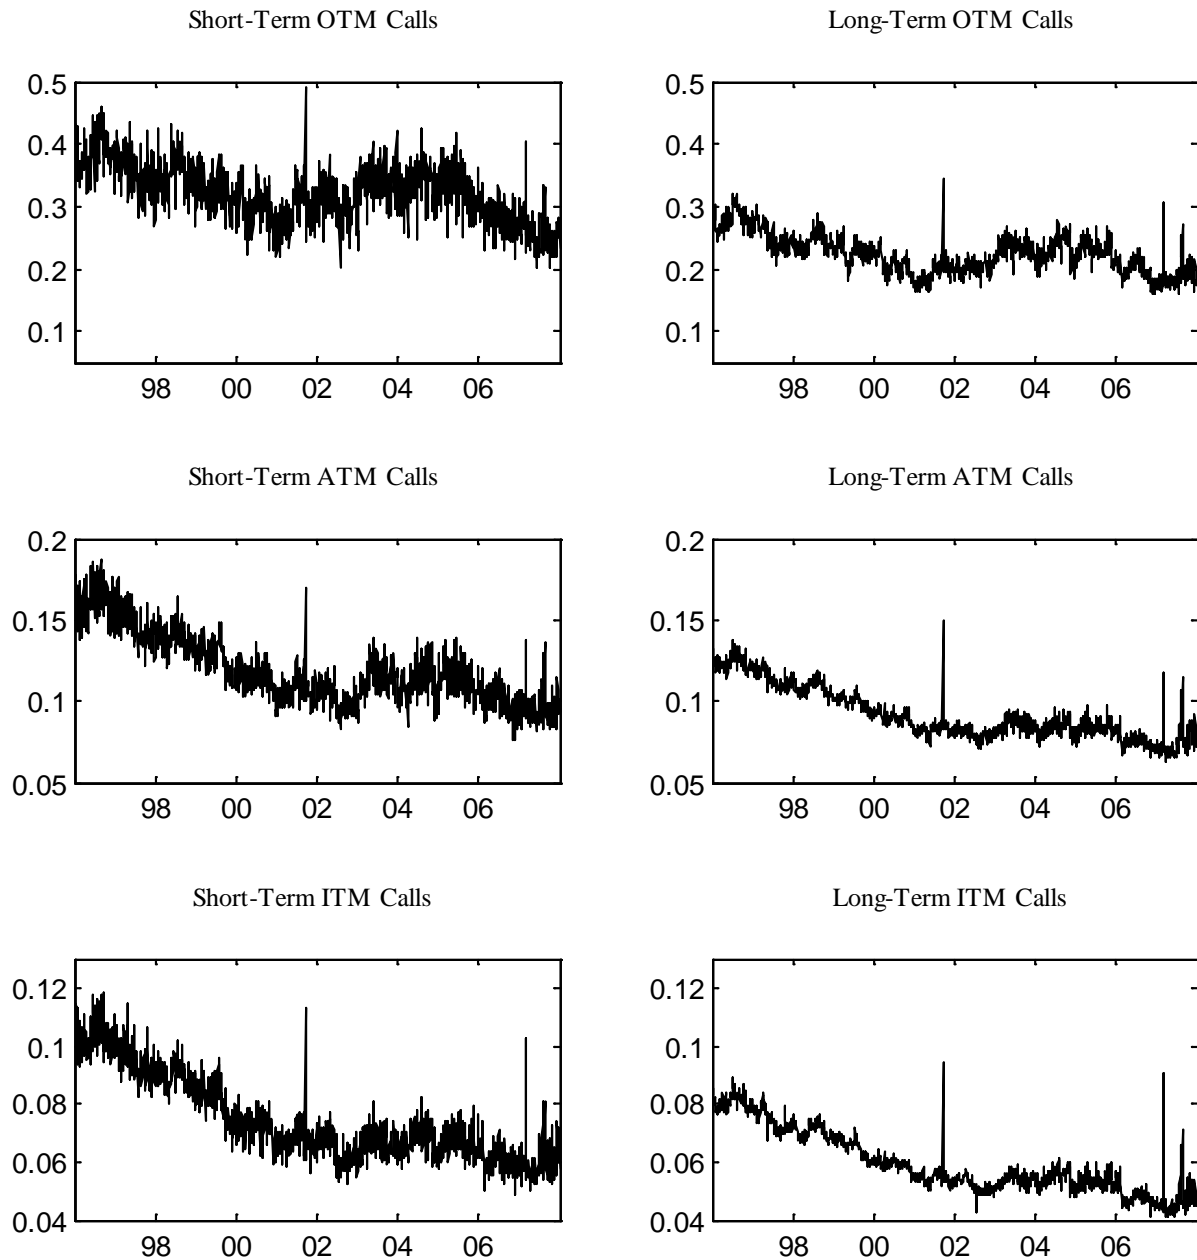 Short-Term OTM Calls
0.5
0.4
0.3
0.2
0.1
98 00 02 04 06
Long-Term OTM Calls
0.5
0.4
0.3
0.2
0.1
98 00 02 04 06
Short-Term ATM Calls
0.2
0.15
0.1
0.05
98 00 02 04 06
Long-Term ATM Calls
0.2
0.15
0.1
0.05
98 00 02 04 06
Short-Term ITM Calls
0.12
0.1
0.08
0.06
0.04
98 00 02 04 06
Long-Term ITM Calls
0.12
0.1
0.08
0.06
0.04
98 00 02 04 06